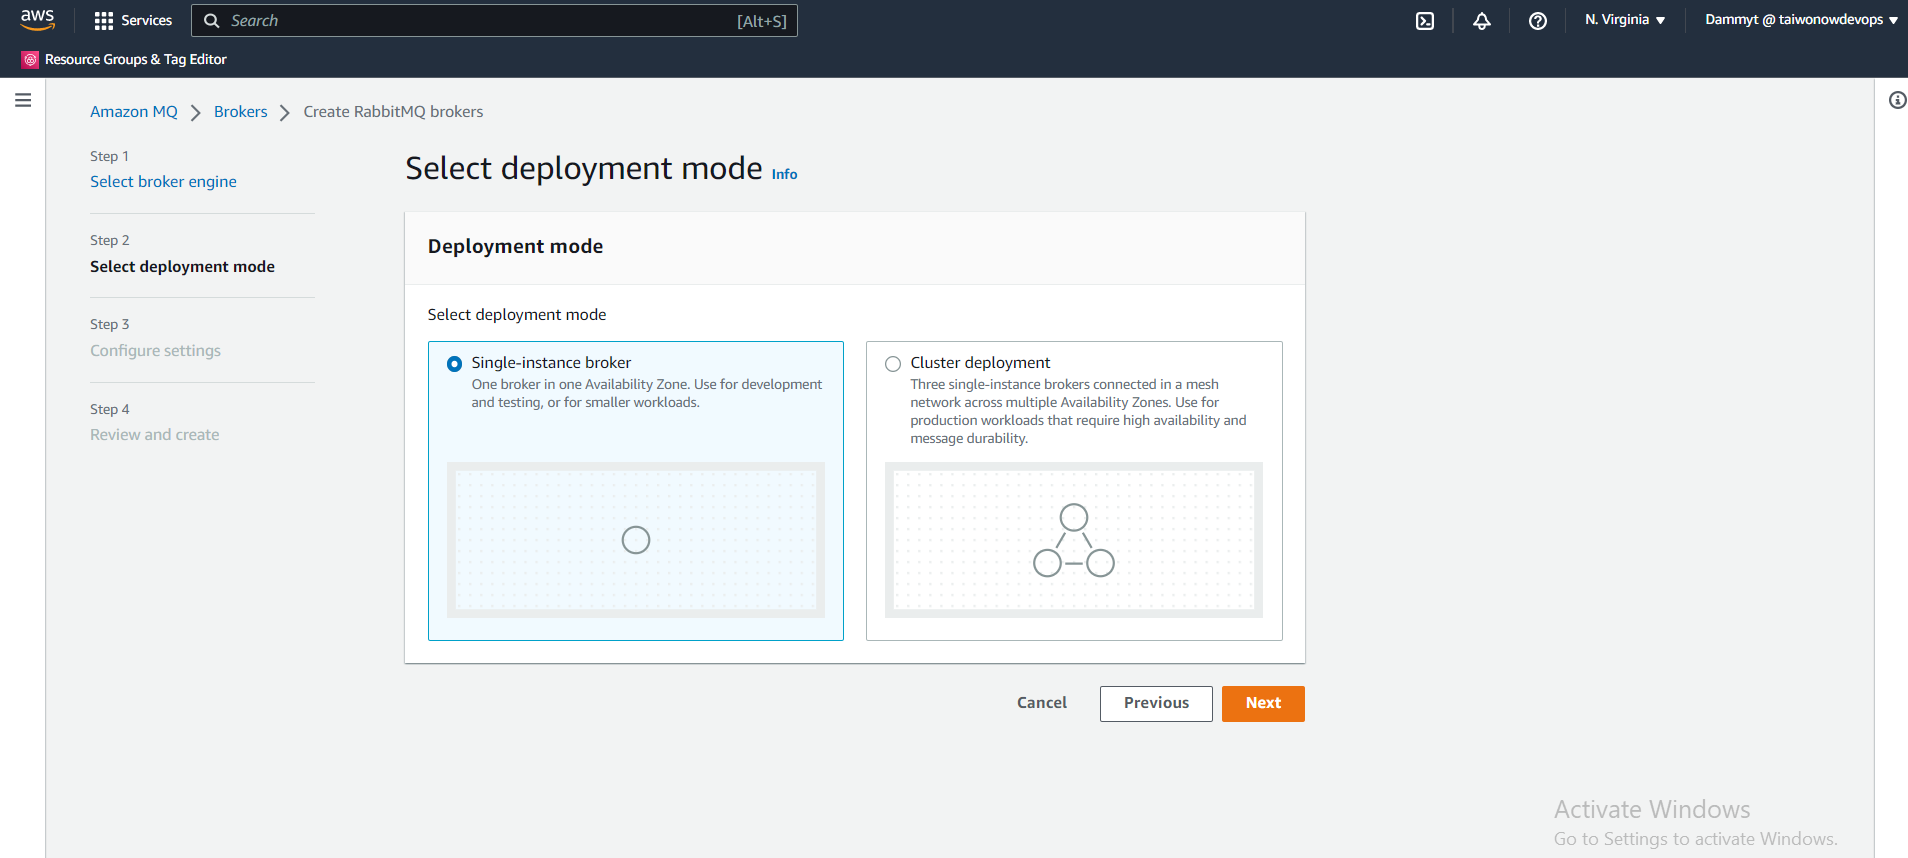 aws
Services
Search
[Alt+S]
N. Virginia
Dammyt @ taiwonowdevops
Resource Groups & Tag Editor
Amazon MQ
Brokers
Create RabbitMQ brokers
Step 1
Select broker engine
Step 2
Select deployment mode
Step 3
Configure settings
Step 4
Review and create
Select deployment mode Info
Deployment mode
Select deployment mode
Single-instance broker
One broker in one Availability Zone. Use for development
and testing, or for smaller workloads.
Cluster deployment
Three single-instance brokers connected in a mesh
network across multiple Availability Zones. Use for
production workloads that require high availability and
message durability.
Cancel
Previous
Next
Activate Windows
Go to Settings to activate Windows.